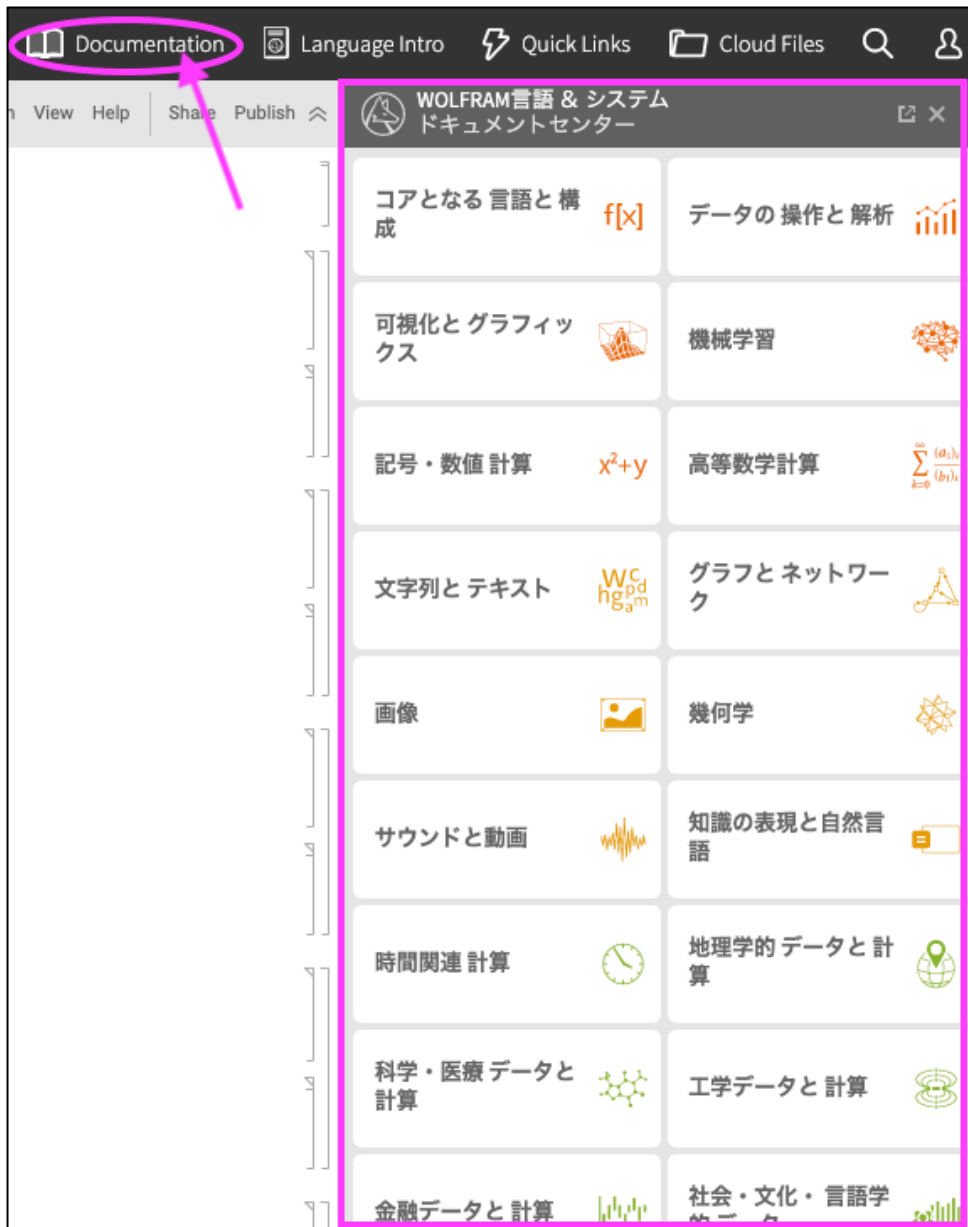 Documentation Language Intro Quick Links Cloud Files
View Help Share Publish
WOLFRAM言語 & システム
ドキュメントセンター
コアとなる 言語と 構
成
f[x]
データの 操作と 解析
可視化と グラフィッ
クス
機械学習
記号・数値 計算
x²+y
高等数学計算
文字列と テキスト
グラフと ネットワー
ク
画像
幾何学
サウンドと動画
知識の表現と自然言
語
時間関連 計算
地理学的 データと 計
算
科学・医療 データと
計算
工学データと 計算
金融データと 計算
社会・文化・ 言語学